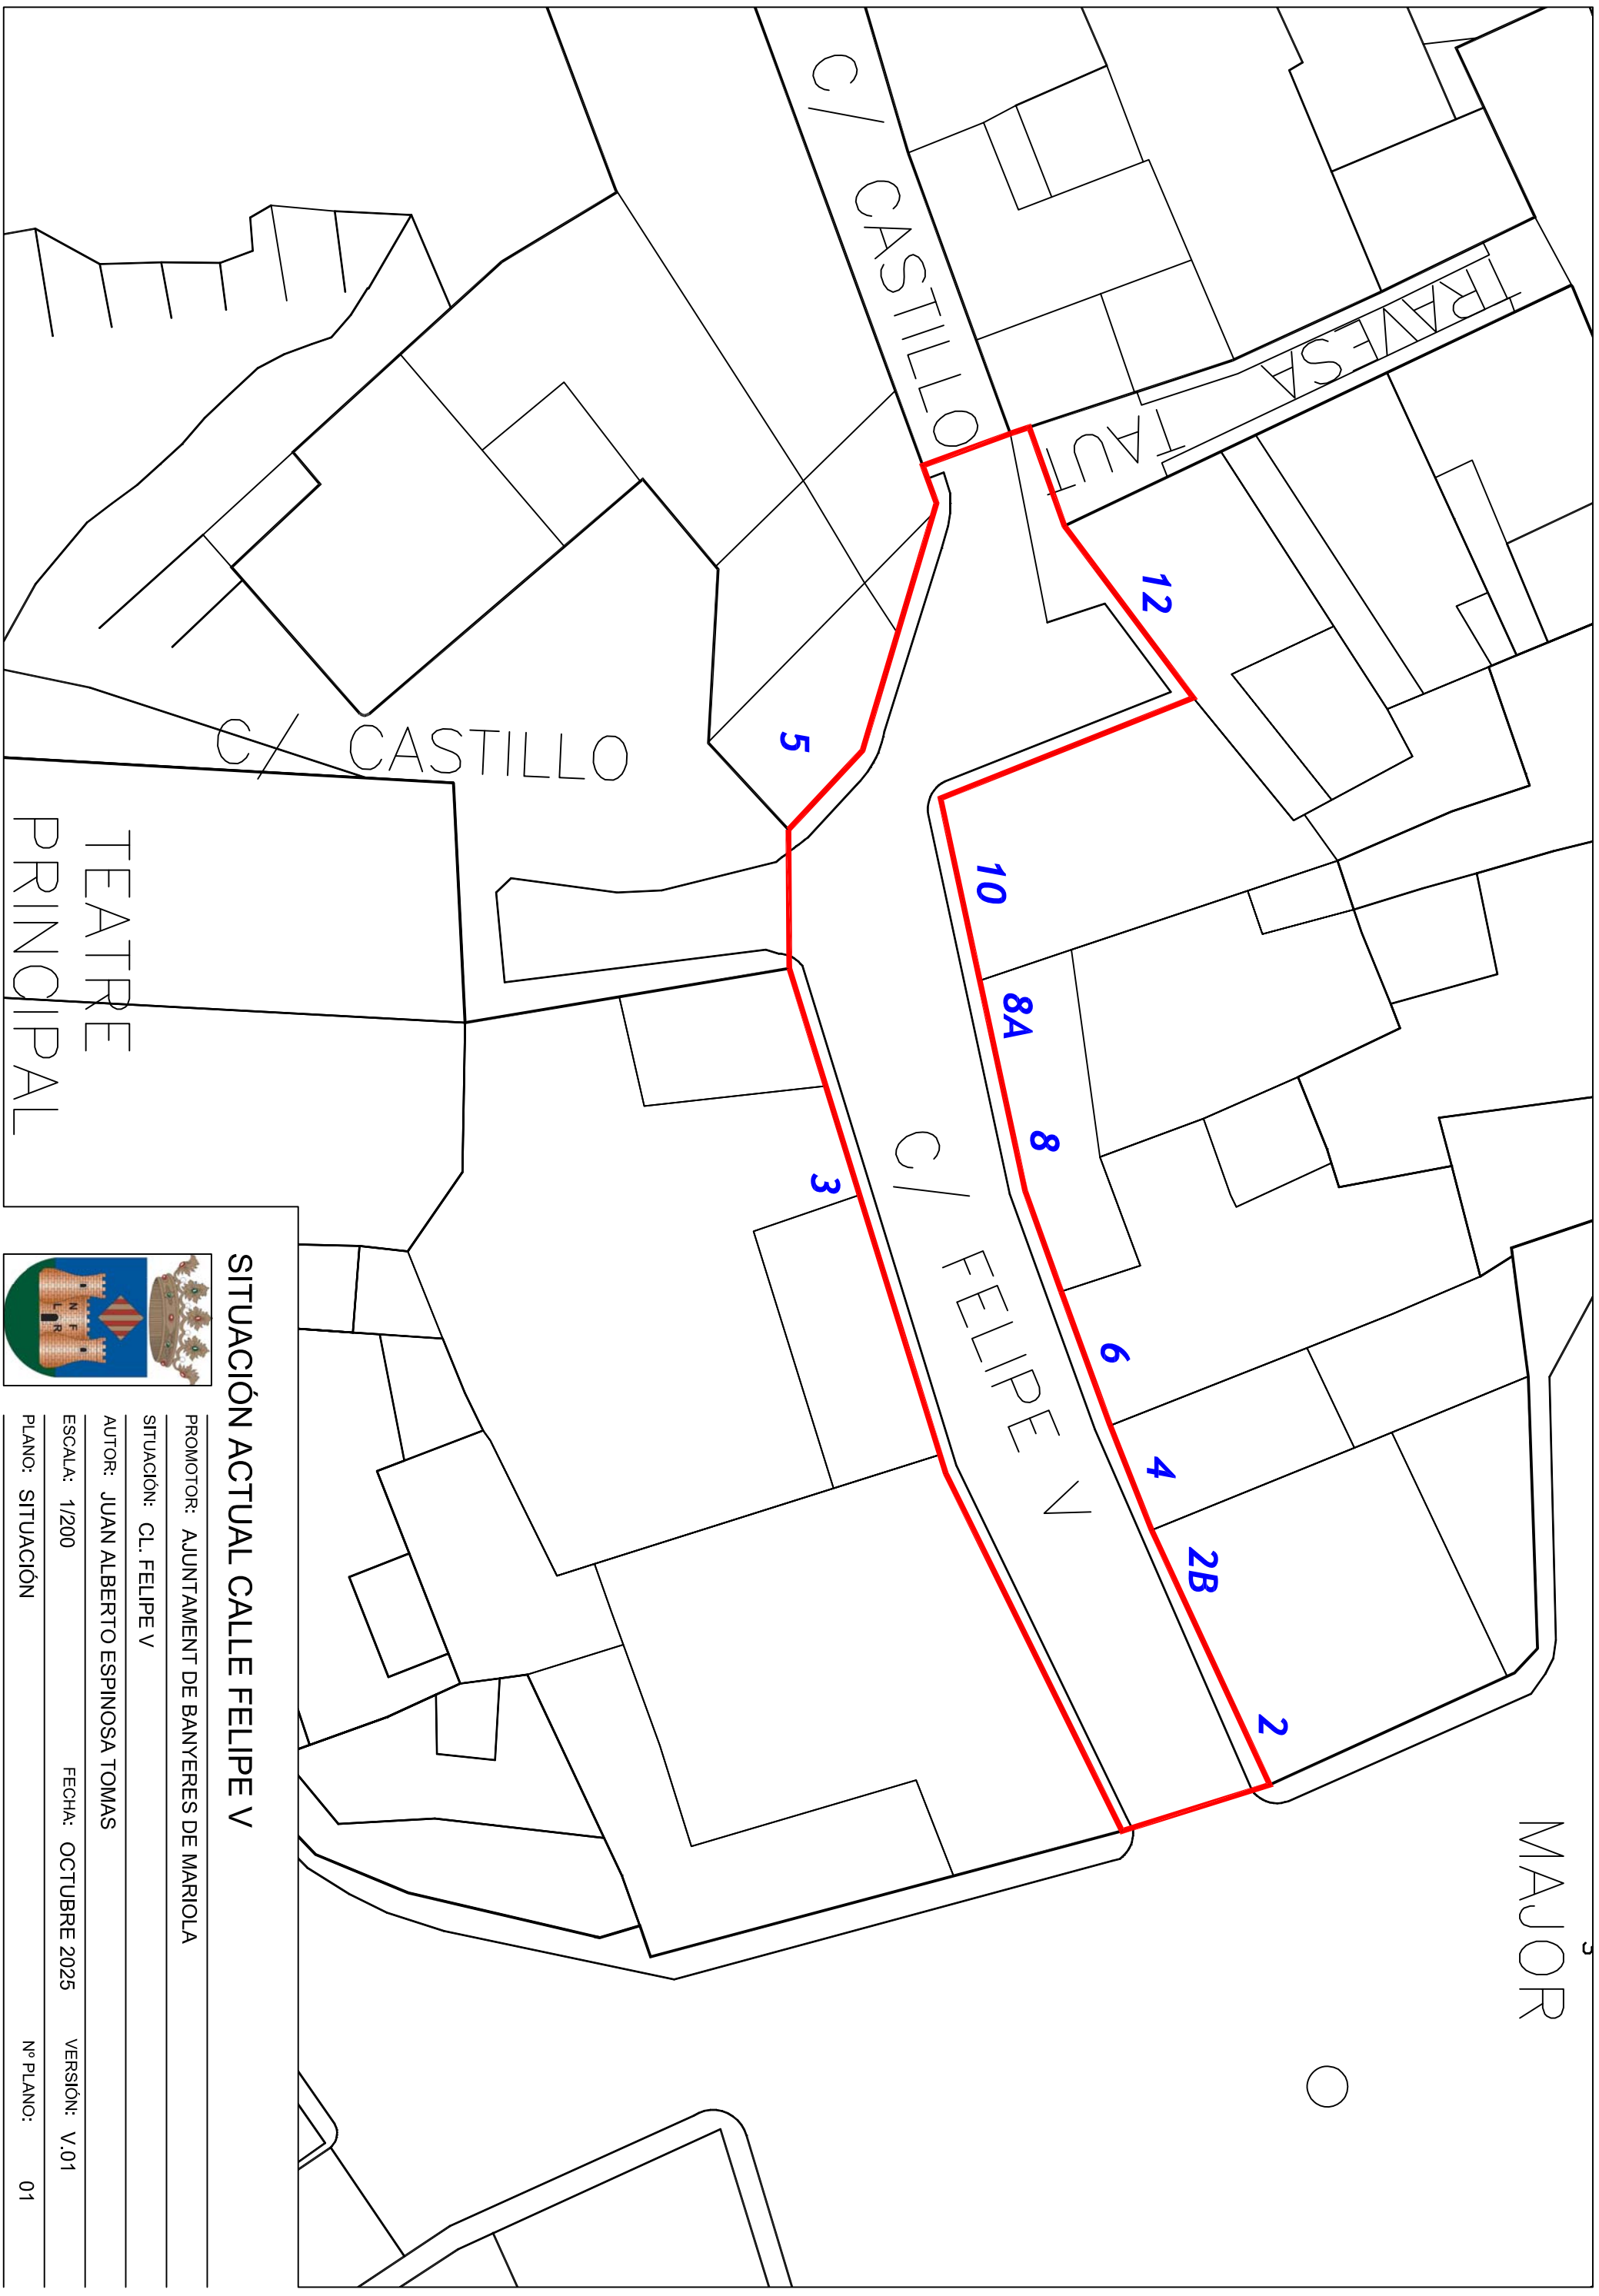 C/ CASTILLO
TRAVESA TAU
12
5
C/ CASTILLO
10
8A
8
3
6
4
2B
2
C/ FELIPE V
TEATRE
PRINCIPAL
MAJOR
SITUACIÓN ACTUAL CALLE FELIPE V
PROMOTOR: AJUNTAMENT DE BANYERES DE MARIOLA
SITUACIÓN: CL. FELIPE V
AUTOR: JUAN ALBERTO ESPINOSA TOMAS
ESCALA: 1/200 FECHA: OCTUBRE 2025 VERSIÓN: V.01
PLANO: SITUACIÓN Nº PLANO: 01
N F
L R